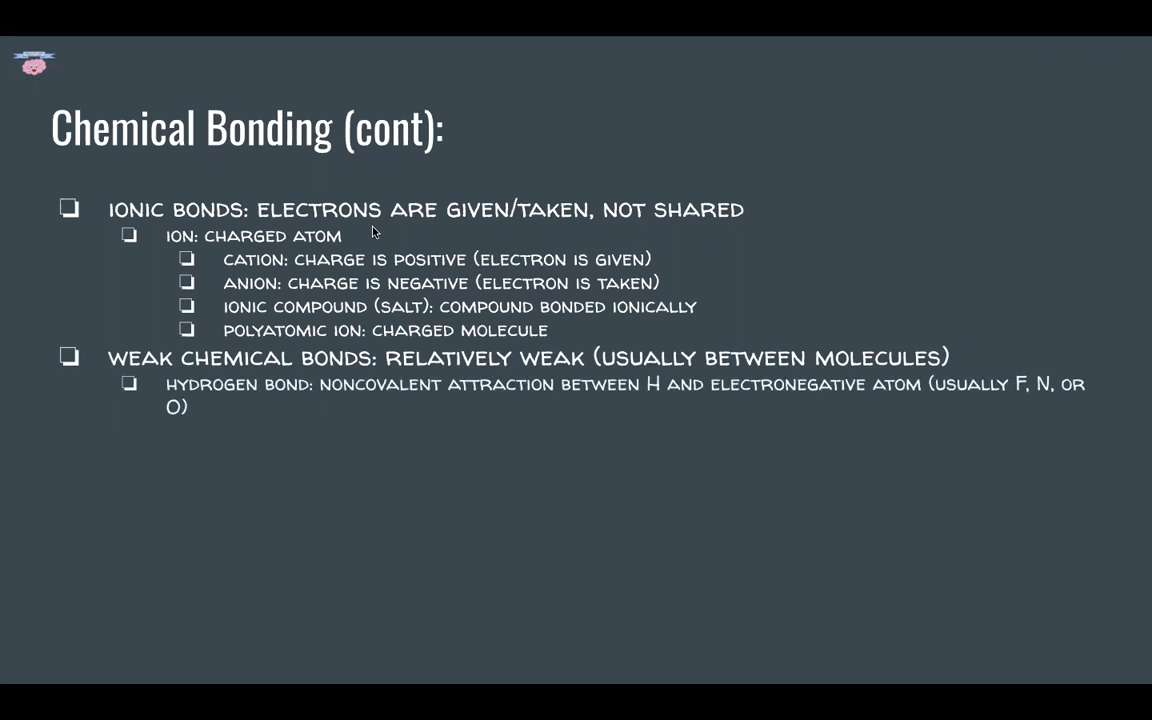 Chemical Bonding (cont):
❏ IONIC BONDS: ELECTRONS ARE GIVEN/TAKEN, NOT SHARED
❏ ION: CHARGED ATOM
❏ CATION: CHARGE IS POSITIVE (ELECTRON IS GIVEN)
❏ ANION: CHARGE IS NEGATIVE (ELECTRON IS TAKEN)
❏ IONIC COMPOUND (SALT): COMPOUND BONDED IONICALLY
❏ POLYATOMIC ION: CHARGED MOLECULE
❏ WEAK CHEMICAL BONDS: RELATIVELY WEAK (USUALLY BETWEEN MOLECULES)
❏ HYDROGEN BOND: NONCOVALENT ATTRACTION BETWEEN H AND ELECTRONEGATIVE ATOM (USUALLY F, N, OR
O)